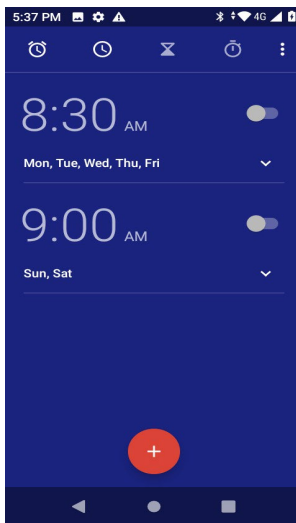 5:37 PM 4G
8:30 AM
Mon, Tue, Wed, Thu, Fri
9:00 AM
Sun, Sat